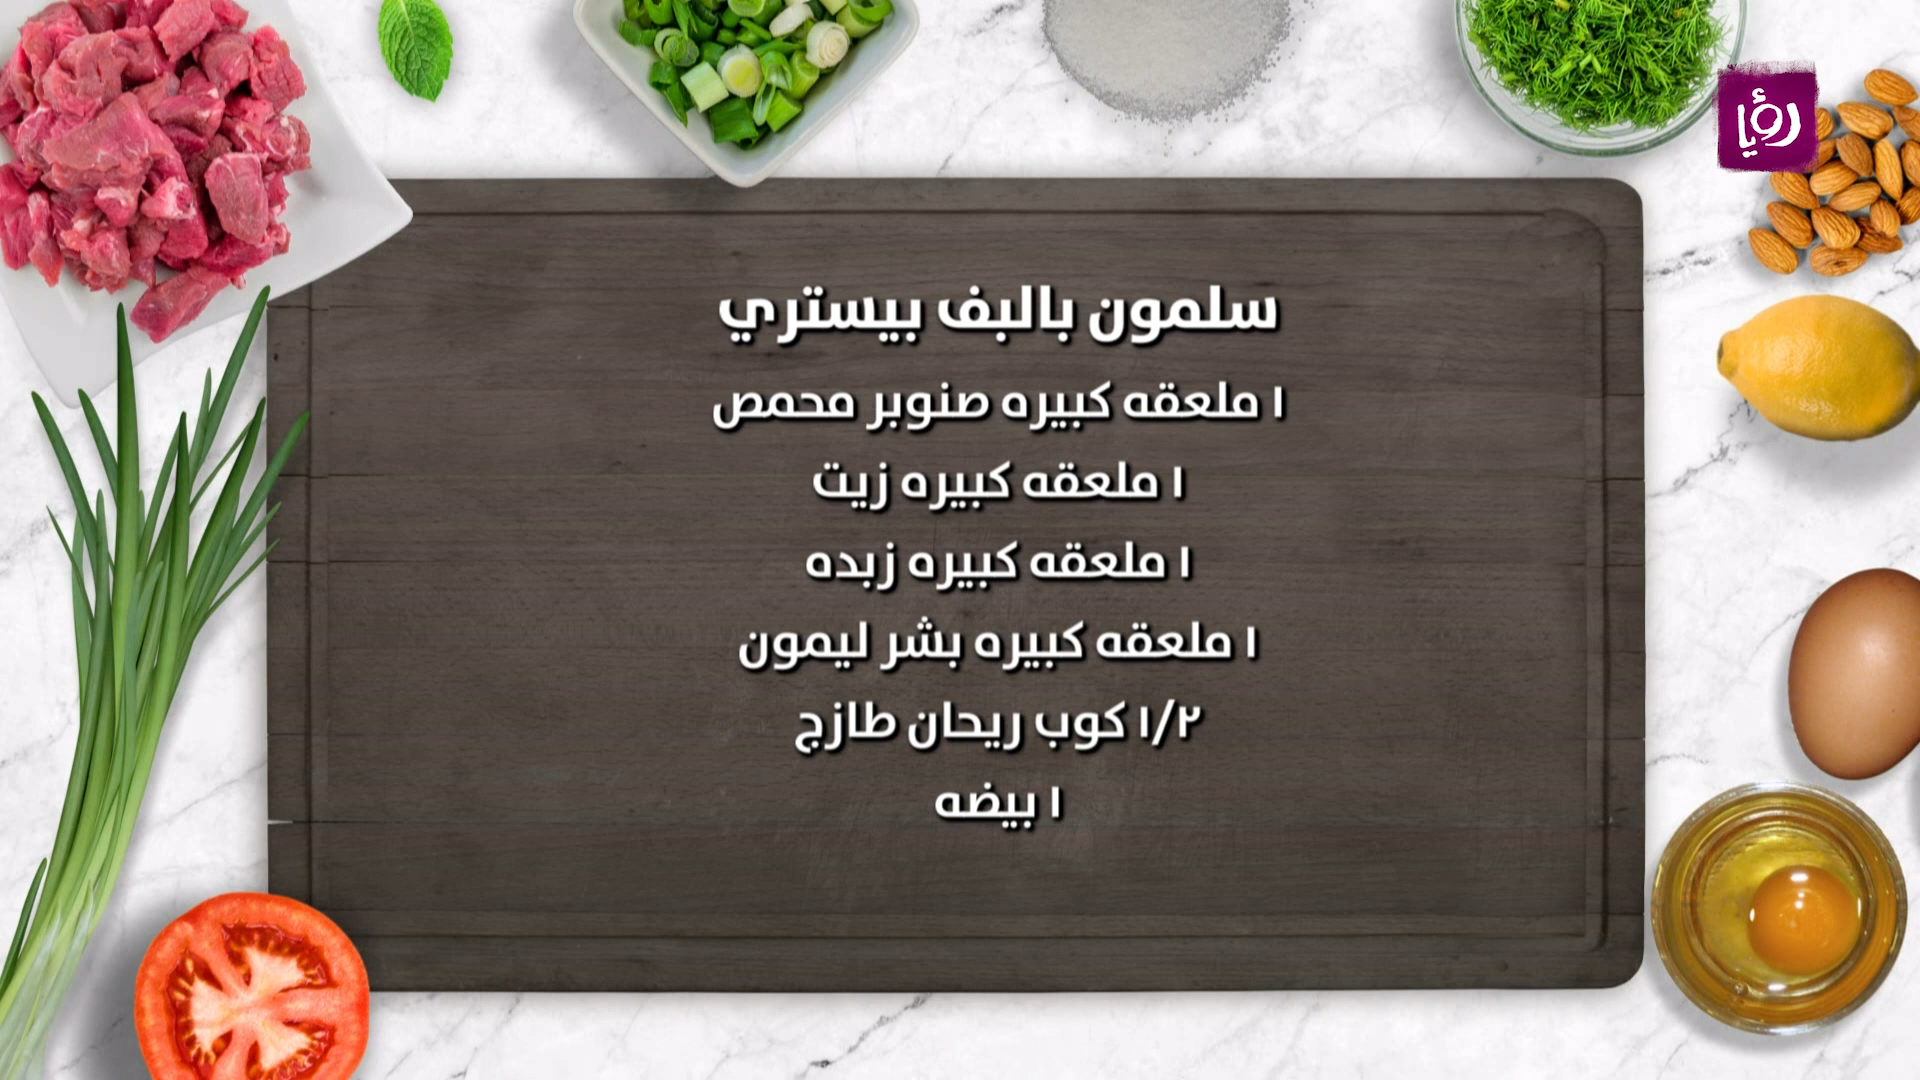 رؤيا
سلمون بالبف بيستري
١ ملعقه كبيره صنوبر محمص
١ ملعقه كبيره زيت
١ ملعقه كبيره زبده
١ ملعقه كبيره بشر ليمون
١/٢ كوب ريحان طازج
١ بيضه